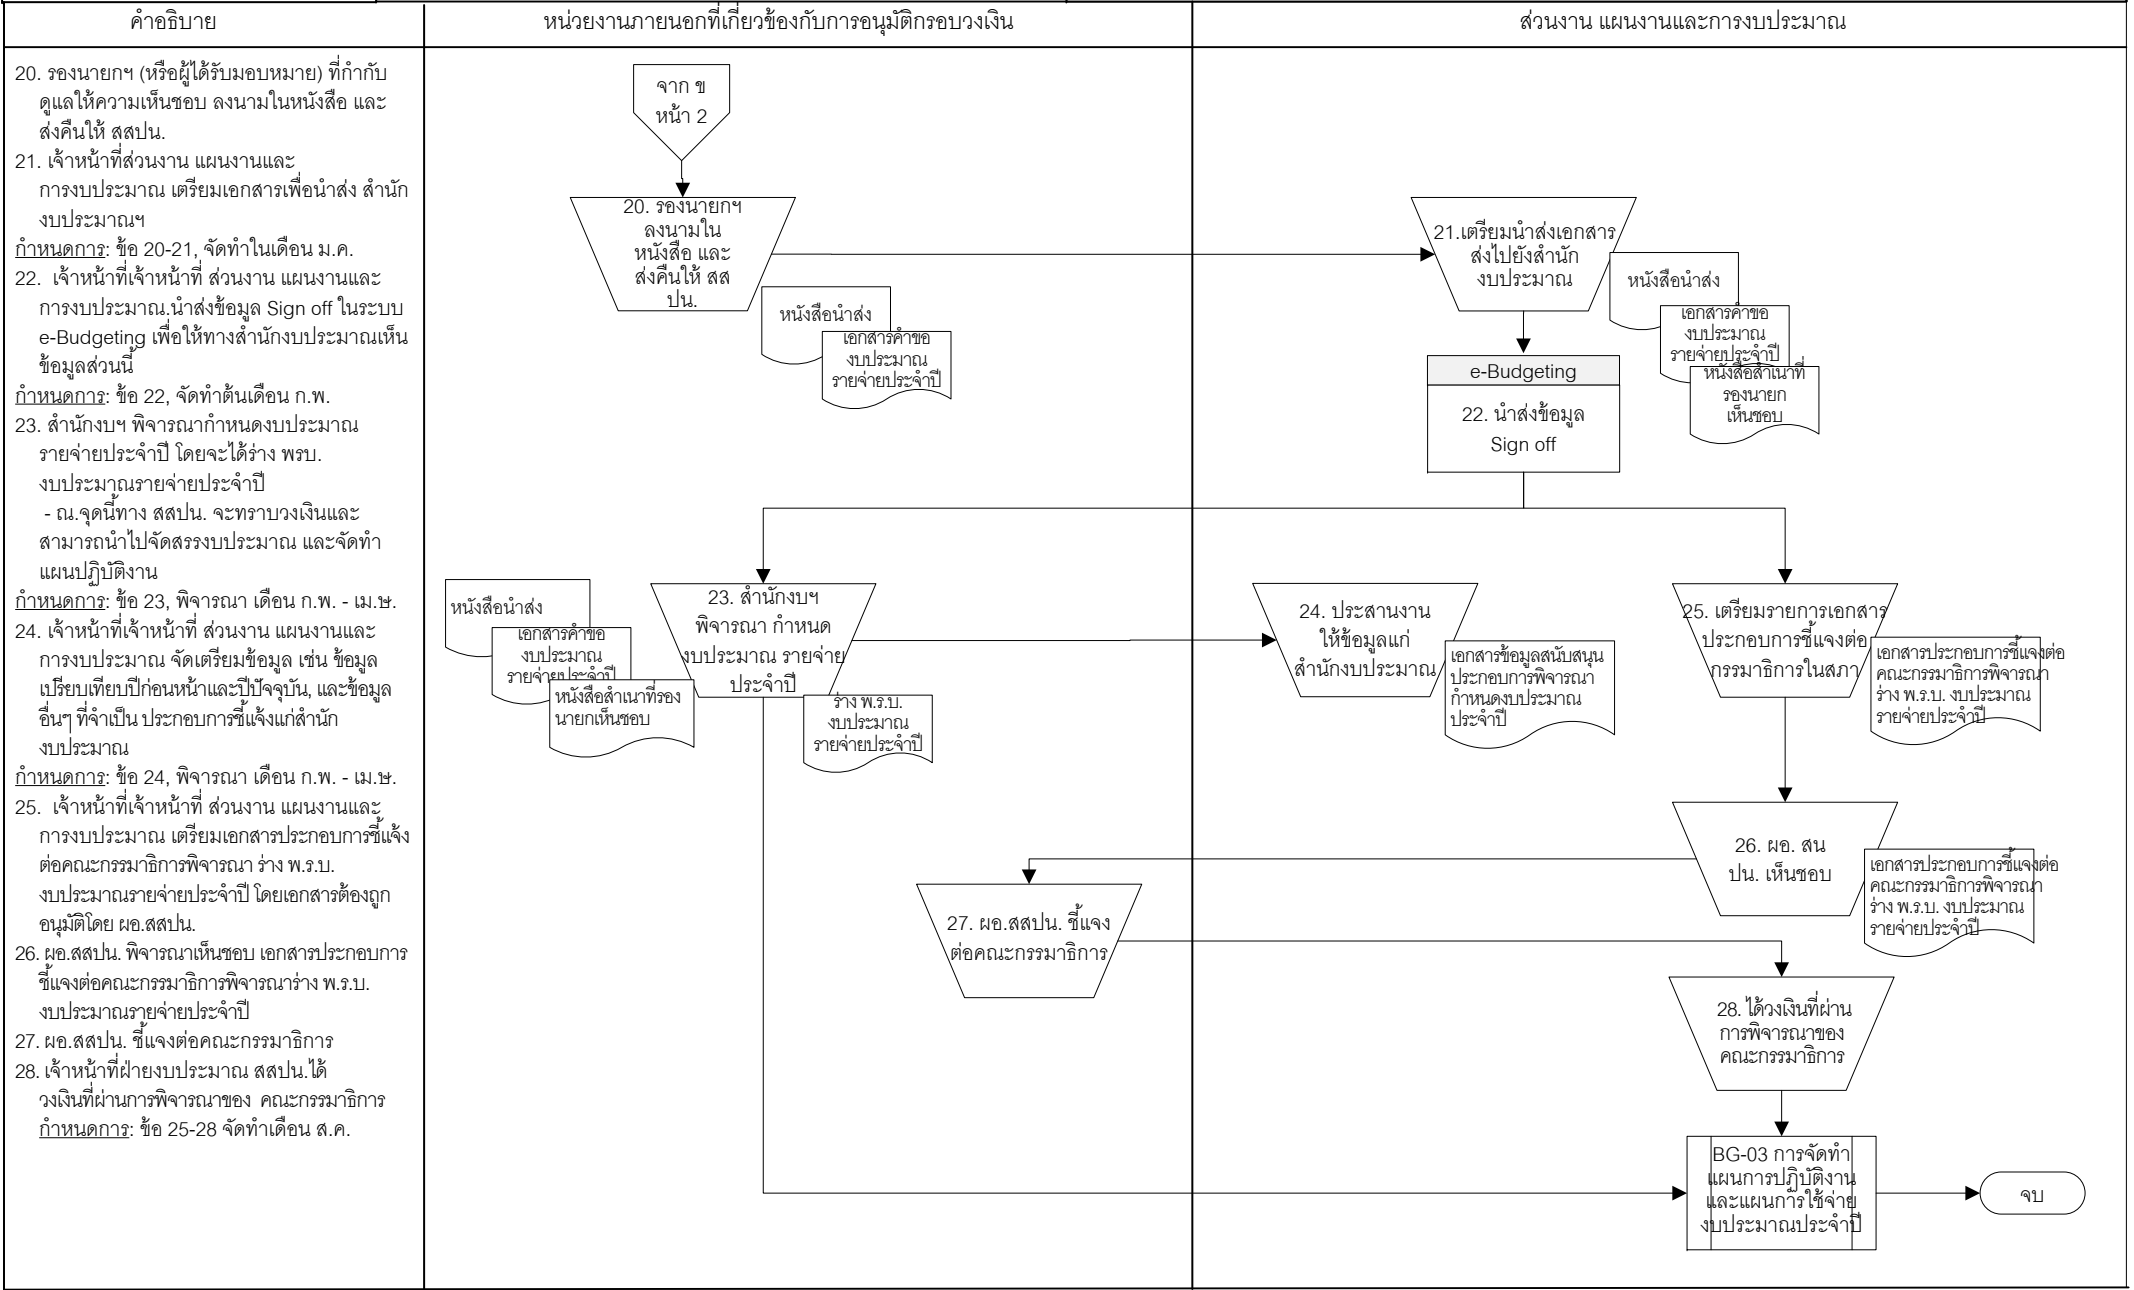 คำอธิบาย
หน่วยงานภายนอกที่เกี่ยวข้องกับการอนุมัติกรอบวงเงิน
ส่วนงาน แผนงานและการงบประมาณ
20. รองนายกฯ (หรือผู้ได้รับมอบหมาย) ที่กำกับ
ดูแลให้ความเห็นชอบ ลงนามในหนังสือ และ
ส่งคืนให้ สสปน.
21. เจ้าหน้าที่ส่วนงาน แผนงานและ
การงบประมาณ เตรียมเอกสารเพื่อนำส่ง สำนัก
งบประมาณฯ
กำหนดการ: ข้อ 20-21, จัดทำในเดือน ม.ค.
22. เจ้าหน้าที่เจ้าหน้าที่ ส่วนงาน แผนงานและ
การงบประมาณ.นำส่งข้อมูล Sign off ในระบบ
e-Budgeting เพื่อให้ทางสำนักงบประมาณเห็น
ข้อมูลส่วนนี้
กำหนดการ: ข้อ 22, จัดทำต้นเดือน ก.พ.
23. สำนักงบฯ พิจารณากำหนดงบประมาณ
รายจ่ายประจำปี โดยจะได้ร่าง พรบ.
งบประมาณรายจ่ายประจำปี
- ณ.จุดนี้ทาง สสปน. จะทราบวงเงินและ
สามารถนำไปจัดสรรงบประมาณ และจัดทำ
แผนปฏิบัติงาน
กำหนดการ: ข้อ 23, พิจารณา เดือน ก.พ. - เม.ษ.
24. เจ้าหน้าที่เจ้าหน้าที่ ส่วนงาน แผนงานและ
การงบประมาณ จัดเตรียมข้อมูล เช่น ข้อมูล
เปรียบเทียบปีก่อนหน้าและปีปัจจุบัน, และข้อมูล
อื่นๆ ที่จำเป็น ประกอบการชี้แจ้งแก่สำนัก
งบประมาณ
กำหนดการ: ข้อ 24, พิจารณา เดือน ก.พ. - เม.ษ.
25. เจ้าหน้าที่เจ้าหน้าที่ ส่วนงาน แผนงานและ
การงบประมาณ เตรียมเอกสารประกอบการชี้แจ้ง
ต่อคณะกรรมาธิการพิจารณา ร่าง พ.ร.บ.
งบประมาณรายจ่ายประจำปี โดยเอกสารต้องถูก
อนุมัติโดย ผอ.สสปน.
26. ผอ.สสปน. พิจารณาเห็นชอบ เอกสารประกอบการ
ชี้แจงต่อคณะกรรมาธิการพิจารณาร่าง พ.ร.บ.
งบประมาณรายจ่ายประจำปี
27. ผอ.สสปน. ชี้แจงต่อคณะกรรมาธิการ
28. เจ้าหน้าที่ฝ่ายงบประมาณ สสปน.ได้
วงเงินที่ผ่านการพิจารณาของ คณะกรรมาธิการ
กำหนดการ: ข้อ 25-28 จัดทำเดือน ส.ค.
จาก ข
หน้า 2
20. รองนายกฯ
ลงนามใน
หนังสือ และ
ส่งคืนให้ สส
ปน.
หนังสือนำส่ง
เอกสารคำขอ
งบประมาณ
รายจ่ายประจำปี
21.เตรียมนำส่งเอกสาร
ส่งไปยังสำนัก
งบประมาณ
หนังสือนำส่ง
เอกสารคำขอ
งบประมาณ
รายจ่ายประจำปี
หนังสือสำเนาที่
รองนายก
เห็นชอบ
e-Budgeting
22. นำส่งข้อมูล
Sign off
หนังสือนำส่ง
เอกสารคำขอ
งบประมาณ
รายจ่ายประจำปี
หนังสือสำเนาที่รอง
นายกเห็นชอบ
23. สำนักงบฯ
พิจารณา กำหนด
งบประมาณ รายจ่าย
ประจำปี
ร่าง พ.ร.บ.
งบประมาณ
รายจ่ายประจำปี
24. ประสานงาน
ให้ข้อมูลแก่
สำนักงบประมาณ
เอกสารข้อมูลสนับสนุน
ประกอบการพิจารณา
กำหนดงบประมาณ
ประจำปี
25. เตรียมรายการเอกสาร
ประกอบการชี้แจงต่อ
กรรมาธิการในสภา
เอกสารประกอบการชี้แจงต่อ
คณะกรรมาธิการพิจารณา
ร่าง พ.ร.บ. งบประมาณ
รายจ่ายประจำปี
26. ผอ. สน
ปน. เห็นชอบ
เอกสารประกอบการชี้แจงต่อ
คณะกรรมาธิการพิจารณา
ร่าง พ.ร.บ. งบประมาณ
รายจ่ายประจำปี
27. ผอ.สสปน. ชี้แจง
ต่อคณะกรรมาธิการ
28. ได้วงเงินที่ผ่าน
การพิจารณาของ
คณะกรรมาธิการ
BG-03 การจัดทำ
แผนการปฏิบัติงาน
และแผนการใช้จ่าย
งบประมาณประจำปี
จบ